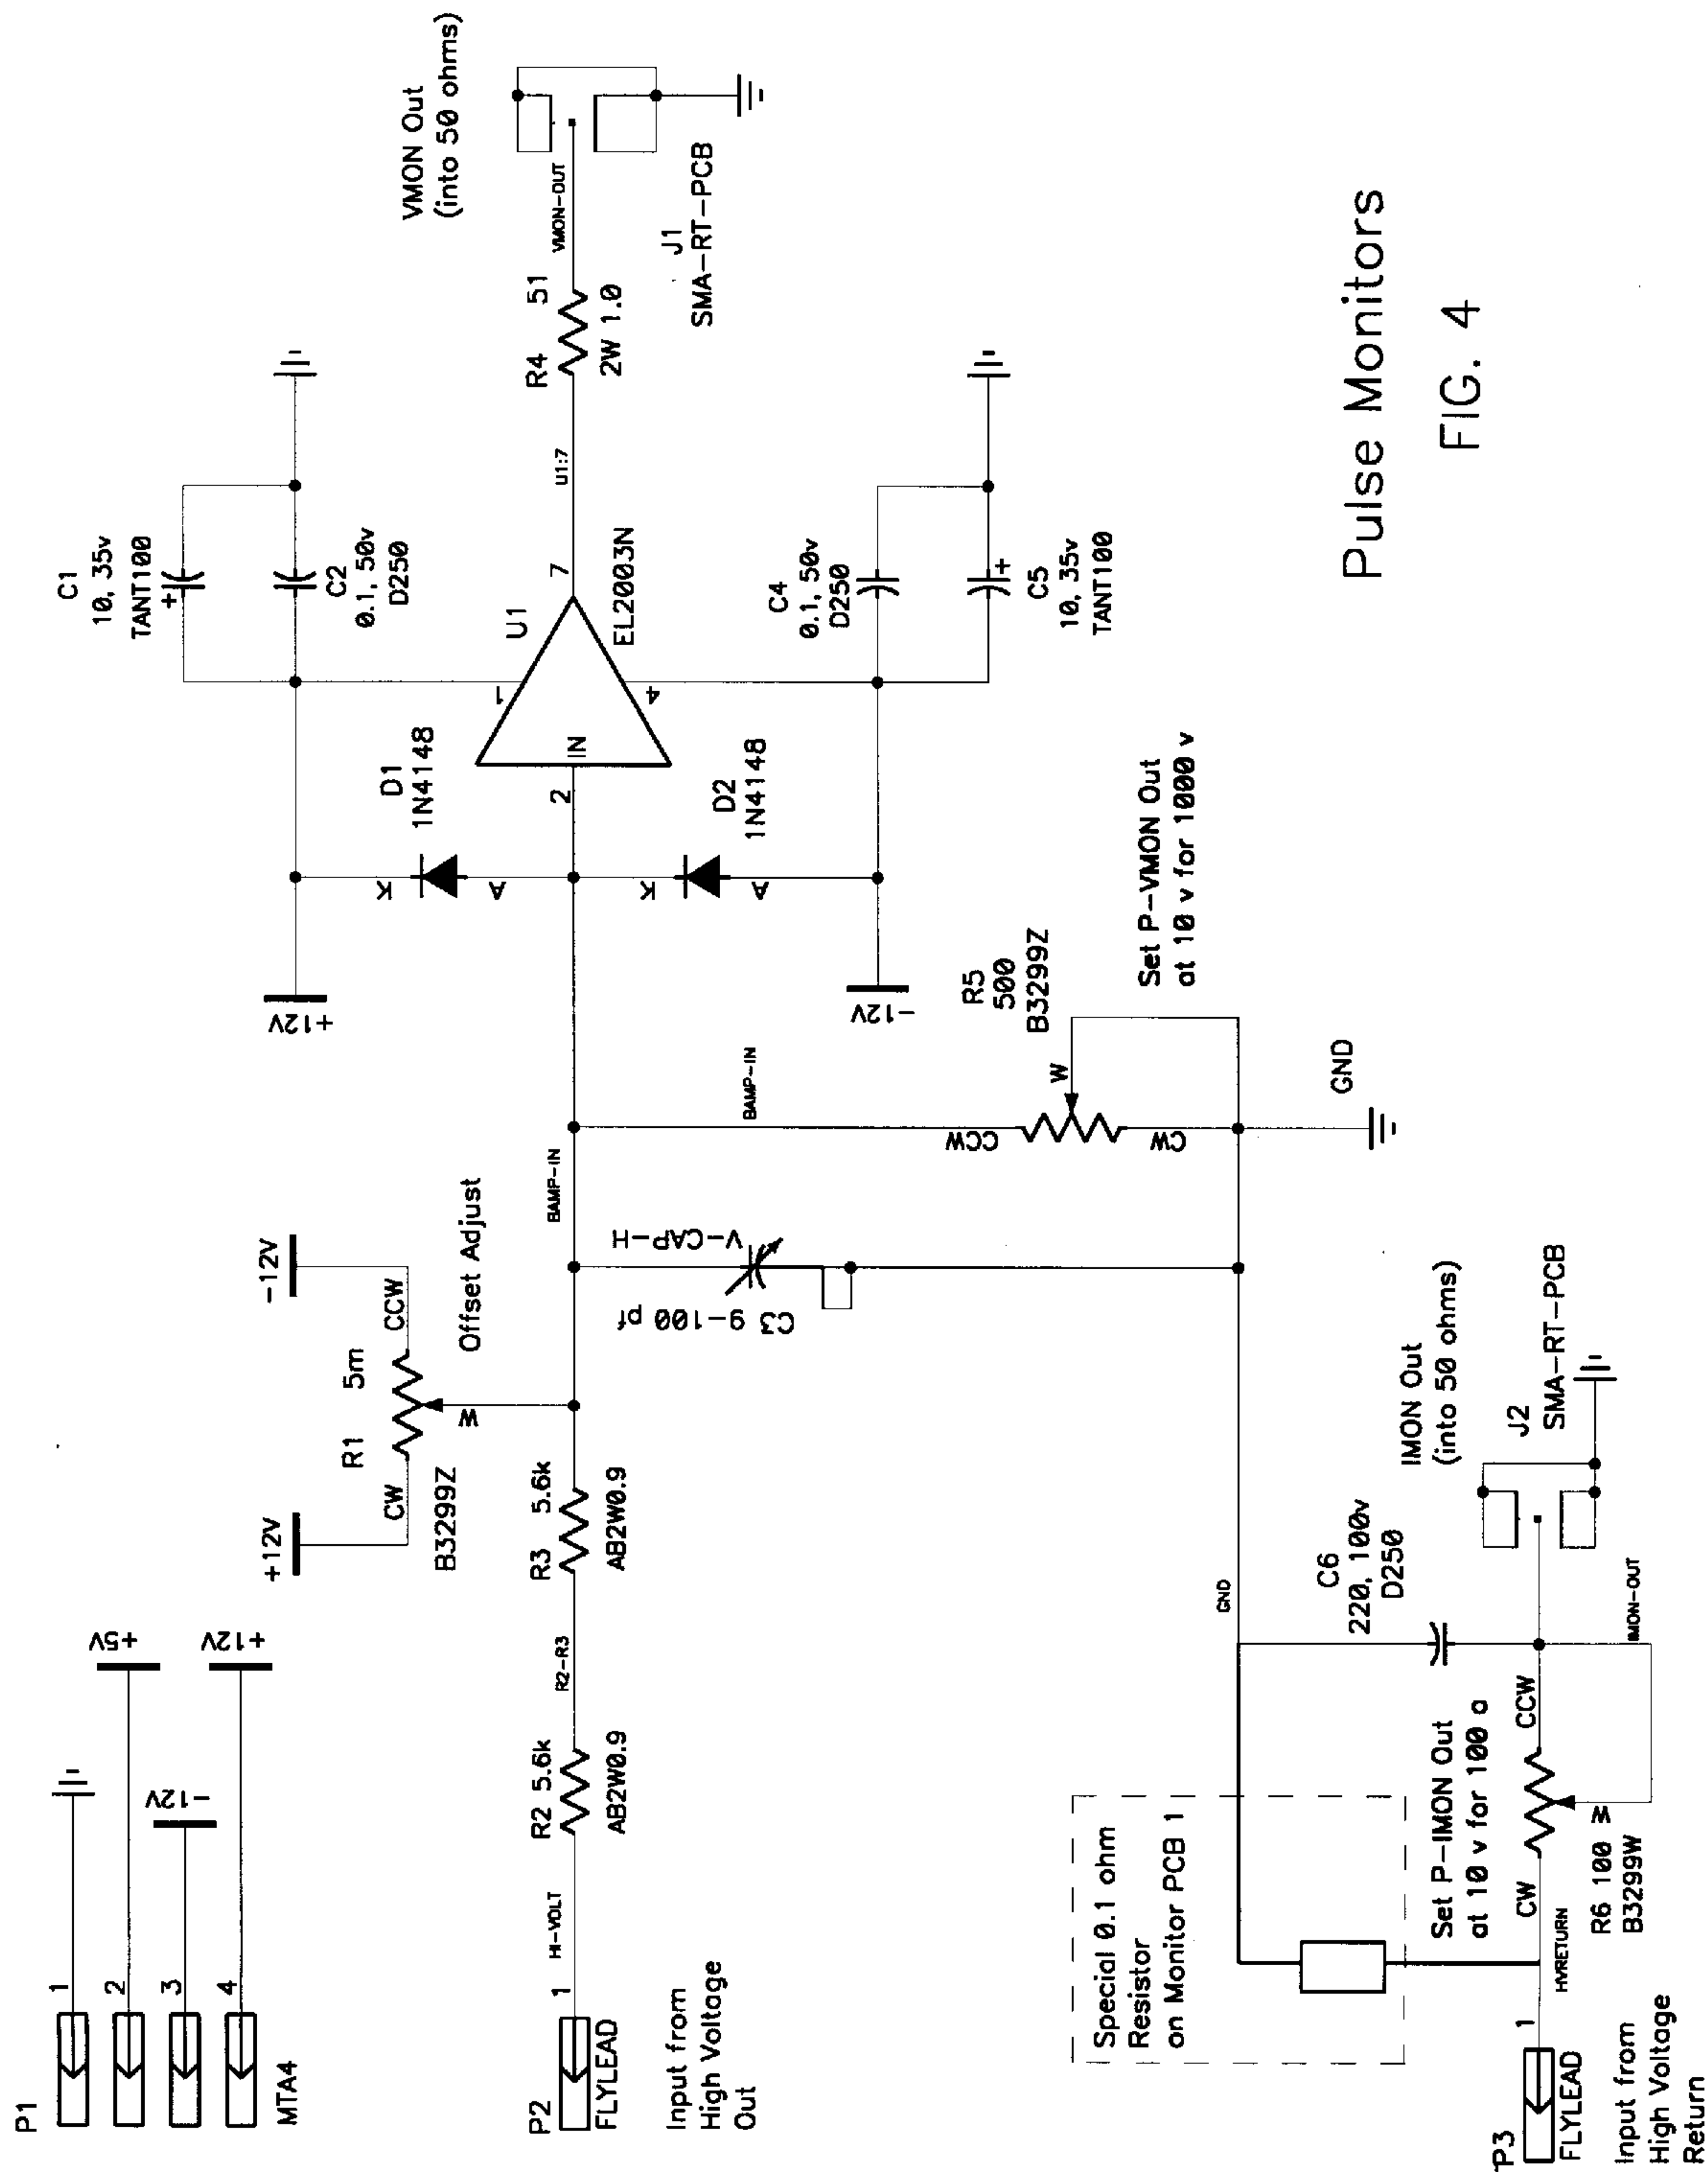 P1
1
2
3
4
MTA4
+5V
-12V
+12V
P2
1
FLYLEAD
Input from
High Voltage
Out
HI-VOLT
R2 5.6k
AB2W0.9
R2-R3
R3 5.6k
AB2W0.9
+12V
-12V
CW
CCW
R1 5m
B3299Z
W
Offset Adjust
BAMP-IN
C3 9-100 pf
V-CAP-H
BAMP-IN
CCW
W
CW
R5
500
B3299Z
Set P-VMON Out
at 10 v for 1000 v
GND
+12V
-12V
K
A
D1
1N4148
K
A
D2
1N4148
2
IN
1
4
7
U1
EL2003N
C1
10, 35v
TANT100
+
C2
0.1, 50v
D250
C4
0.1, 50v
D250
+
C5
10, 35v
TANT100
U1:7
R4 51
2W 1.0
VMON-OUT
VMON Out
(into 50 ohms)
J1
SMA-RT-PCB
P3
1
FLYLEAD
Input from
High Voltage
Return
HVRETURN
Special 0.1 ohm
Resistor
on Monitor PCB 1
Set P-IMON Out
at 10 v for 100 a
CW
CCW
W
R6 100
B3299W
GND
C6
220, 100v
D250
IMON-OUT
IMON Out
(into 50 ohms)
J2
SMA-RT-PCB
Pulse Monitors
FIG. 4